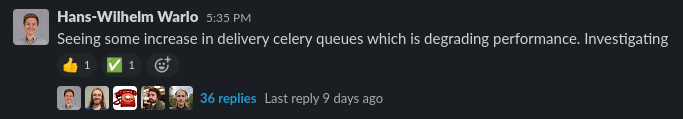 Hans-Wilhelm Warlo 5:35 PM
Seeing some increase in delivery celery queues which is degrading performance. Investigating
1 1
36 replies Last reply 9 days ago